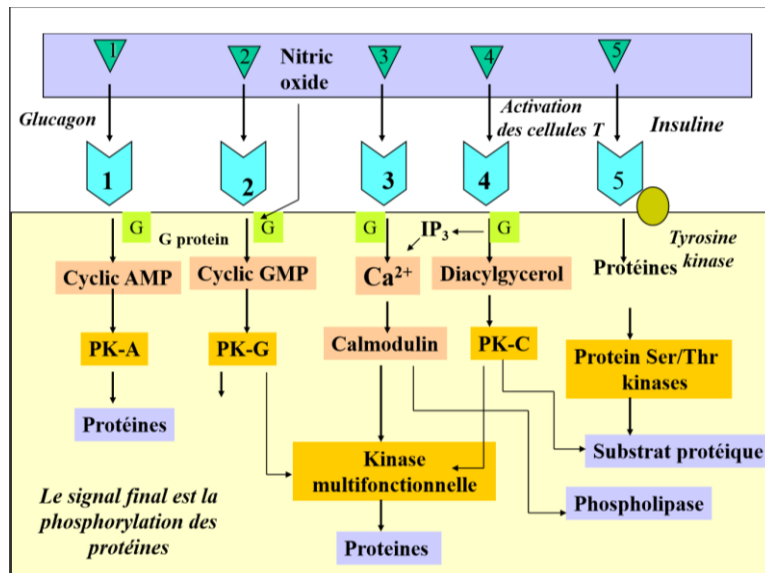 1
2
Nitric
oxide
3
4
5
Glucagon
Activation
des cellules T
Insuline
1
2
3
4
5
G
G protein
G
G
IP3
G
Tyrosine
kinase
Cyclic AMP
Cyclic GMP
Ca2+
Diacylgycerol
Protéines
PK-A
PK-G
Calmodulin
PK-C
Protein Ser/Thr
kinases
Protéines
Kinase
multifonctionnelle
Substrat protéique
Le signal final est la
phosphorylation des
protéines
Phospholipase
Proteines